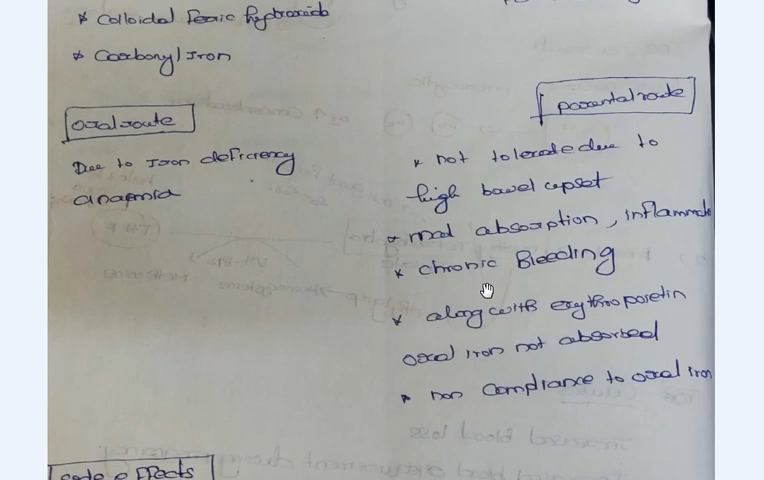 * Colloidal Ferric hydroxide
* Carbonyl Iron
oral route
Due to Iron deficiency
anaemia
parental route
* not tolerate due to
high bowel upset
* mal absorption, inflammate
* chronic Bleeding
* along with erythroporetin
oral iron not absorbed
* non compliance to oral iron
side effects